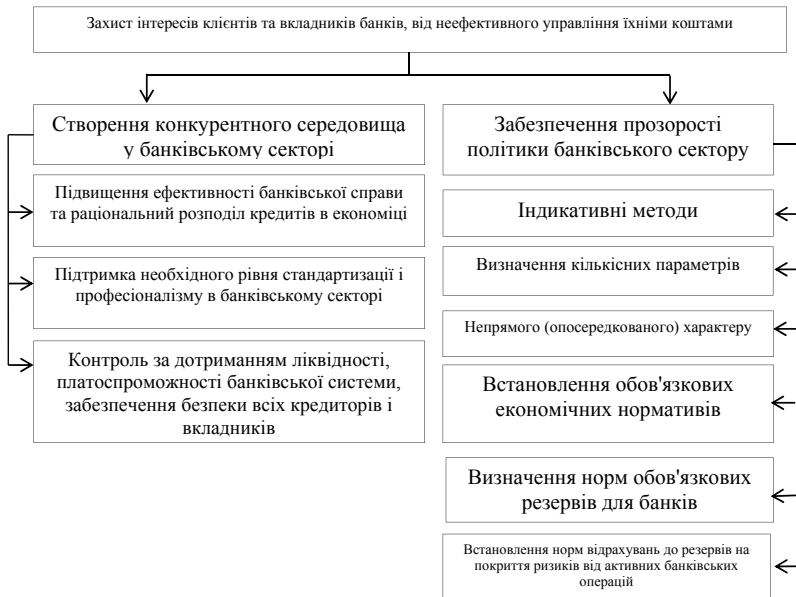 Захист інтересів клієнтів та вкладників банків, від неефективного управління їхніми коштами
Створення конкурентного середовища
у банківському секторі
Підвищення ефективності банківської справи
та раціональний розподіл кредитів в економіці
Підтримка необхідного рівня стандартизації і
професіоналізму в банківському секторі
Контроль за дотриманням ліквідності,
платоспроможності банківської системи,
забезпечення безпеки всіх кредиторів і
вкладників
Забезпечення прозорості
політики банківського сектору
Індикативні методи
Визначення кількісних параметрів
Непрямого (опосередкованого) характеру
Встановлення обов'язкових
економічних нормативів
Визначення норм обов'язкових
резервів для банків
Встановлення норм відрахувань до резервів на
покриття ризиків від активних банківських
операцій